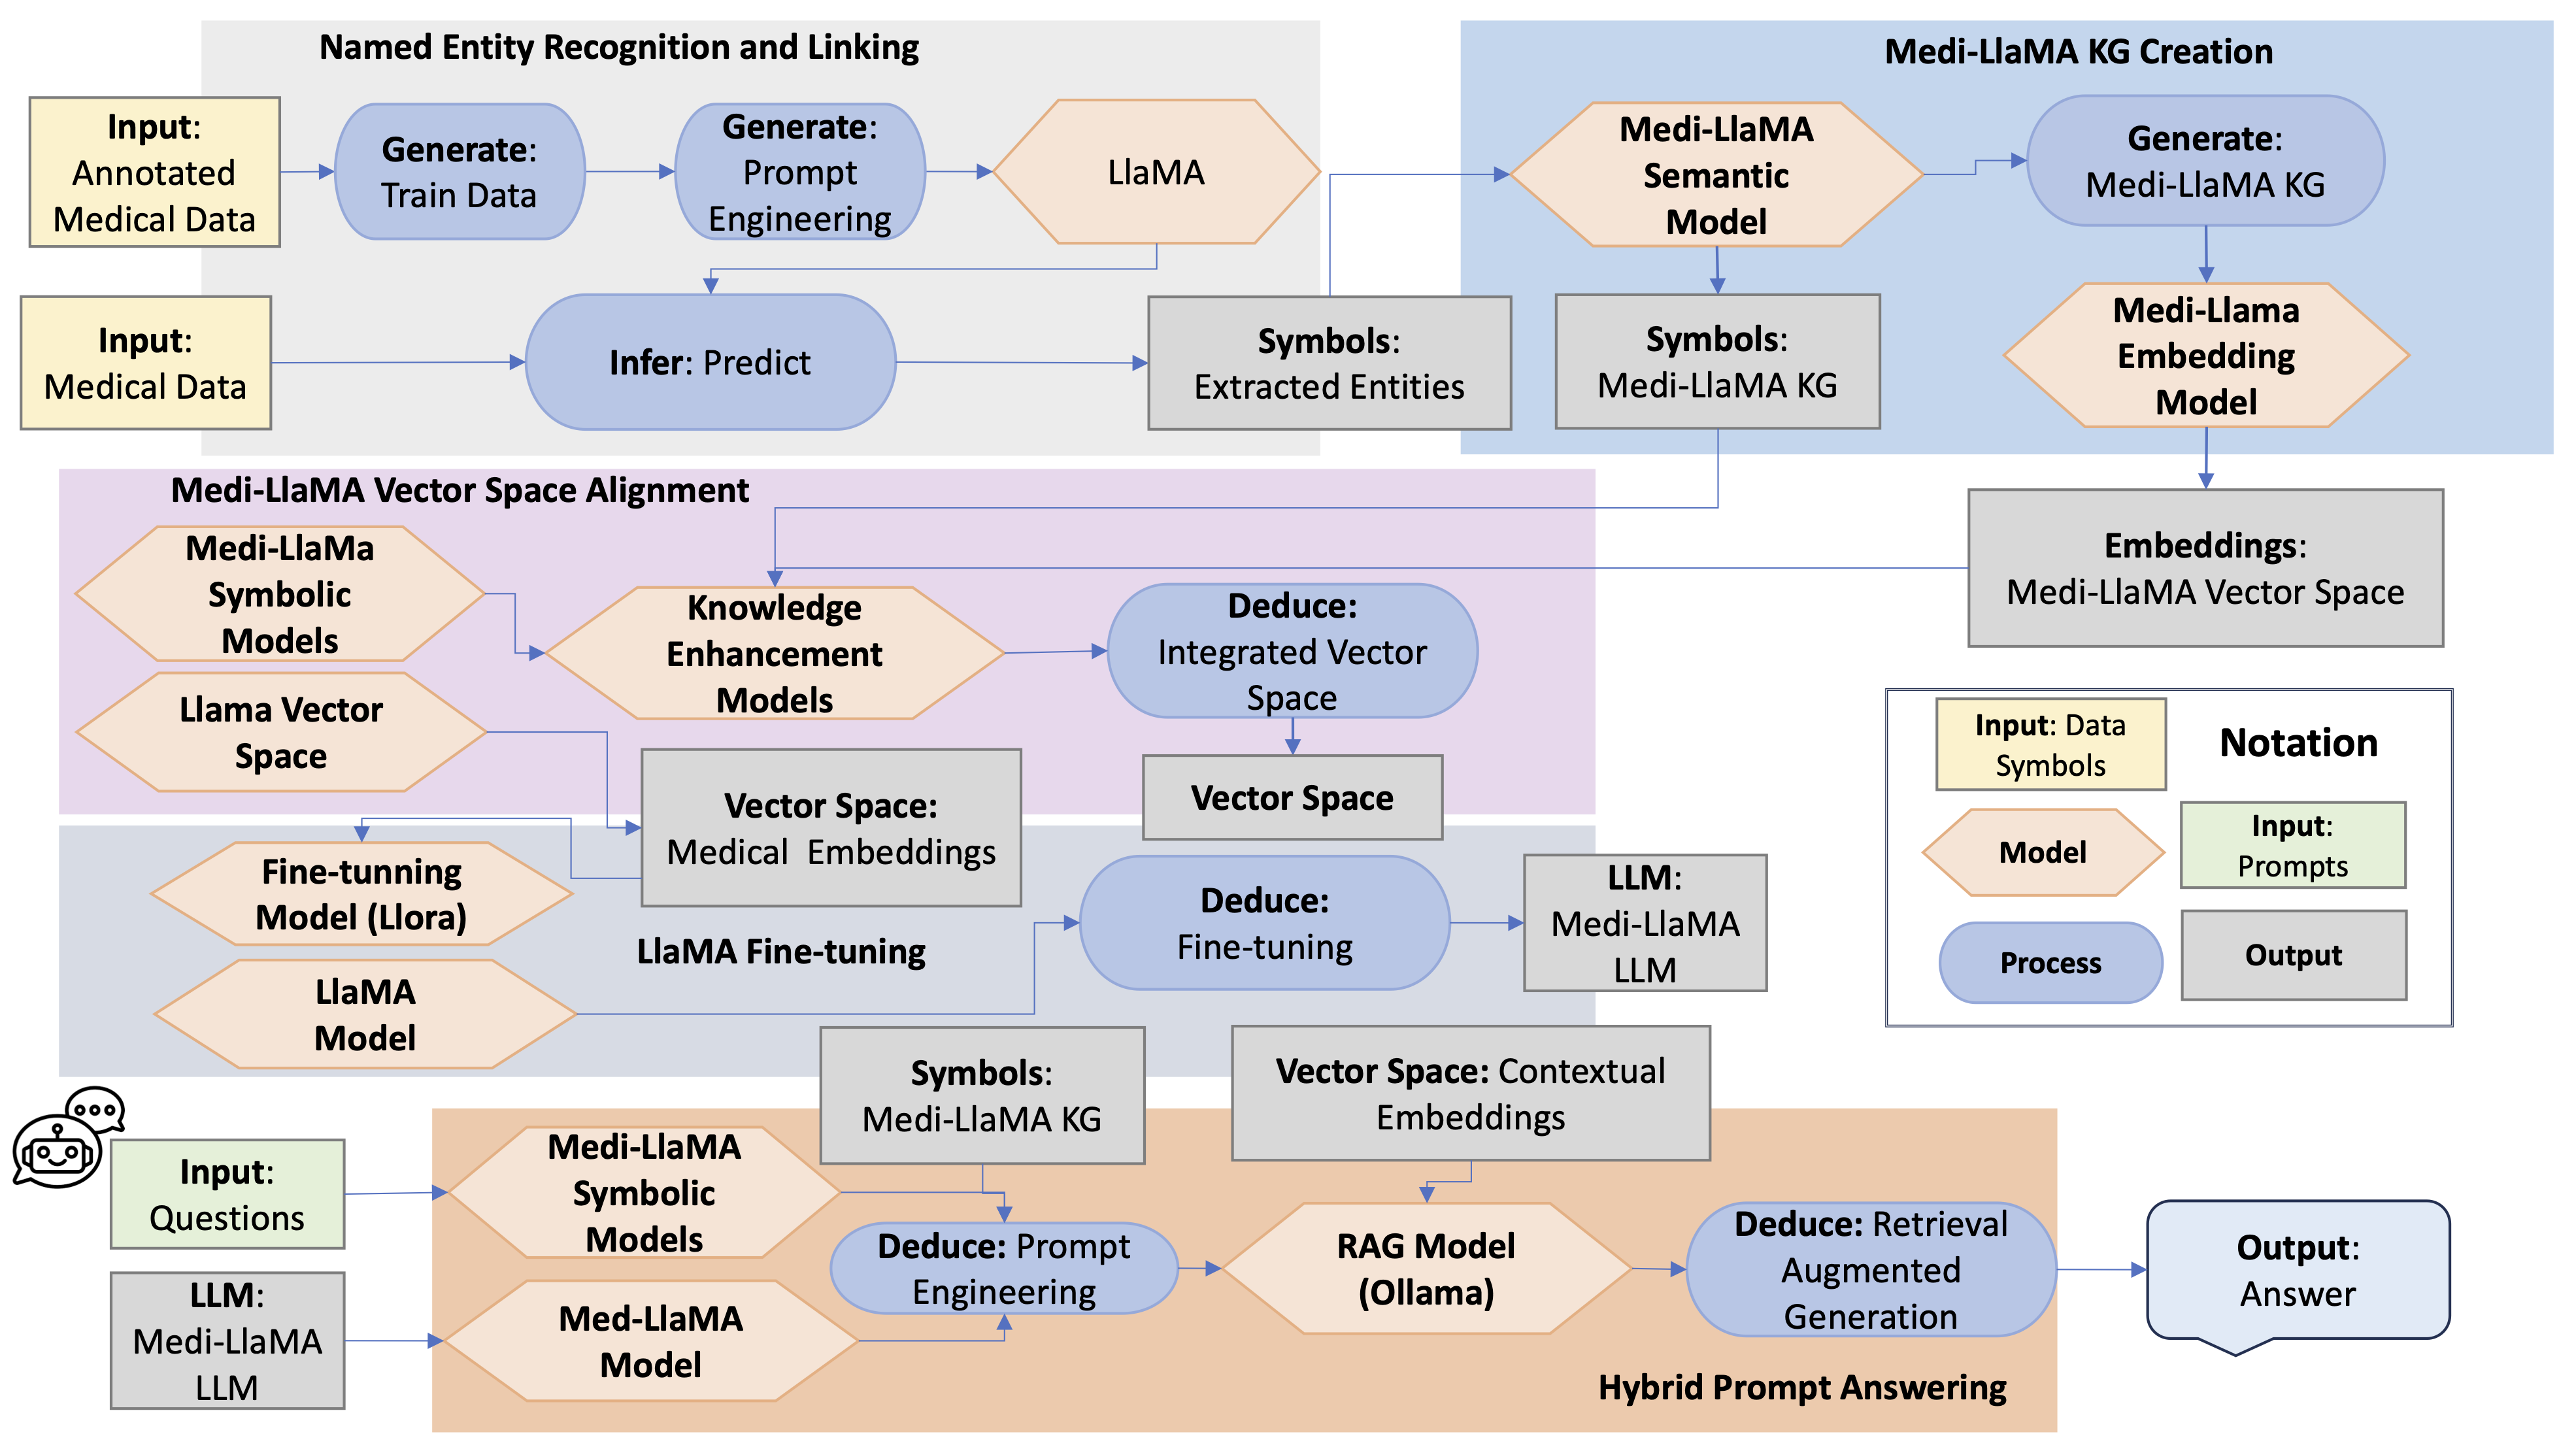 Named Entity Recognition and Linking
Input:
Annotated
Medical Data
Generate:
Train Data
Generate:
Prompt
Engineering
LlaMA
Input:
Medical Data
Infer: Predict
Symbols:
Extracted Entities
Medi-LlaMA KG Creation
Medi-LlaMA
Semantic
Model
Generate:
Medi-LlaMA KG
Symbols:
Medi-LlaMA KG
Medi-Llama
Embedding
Model
Embeddings:
Medi-LlaMA Vector Space
Medi-LlaMA Vector Space Alignment
Medi-LlaMa
Symbolic
Models
Llama Vector
Space
Knowledge
Enhancement
Models
Deduce:
Integrated Vector
Space
Vector Space:
Medical Embeddings
Vector Space
Fine-tunning
Model (Llora)
LlaMA
Model
LlaMA Fine-tuning
Deduce:
Fine-tuning
LLM:
Medi-LlaMA
LLM
Input: Data
Symbols
Notation
Model
Input:
Prompts
Process
Output
Input:
Questions
LLM:
Medi-LlaMA
LLM
Medi-LlaMA
Symbolic
Models
Med-LlaMA
Model
Symbols:
Medi-LlaMA KG
Deduce: Prompt
Engineering
Vector Space: Contextual
Embeddings
RAG Model
(Ollama)
Deduce: Retrieval
Augmented
Generation
Output:
Answer
Hybrid Prompt Answering